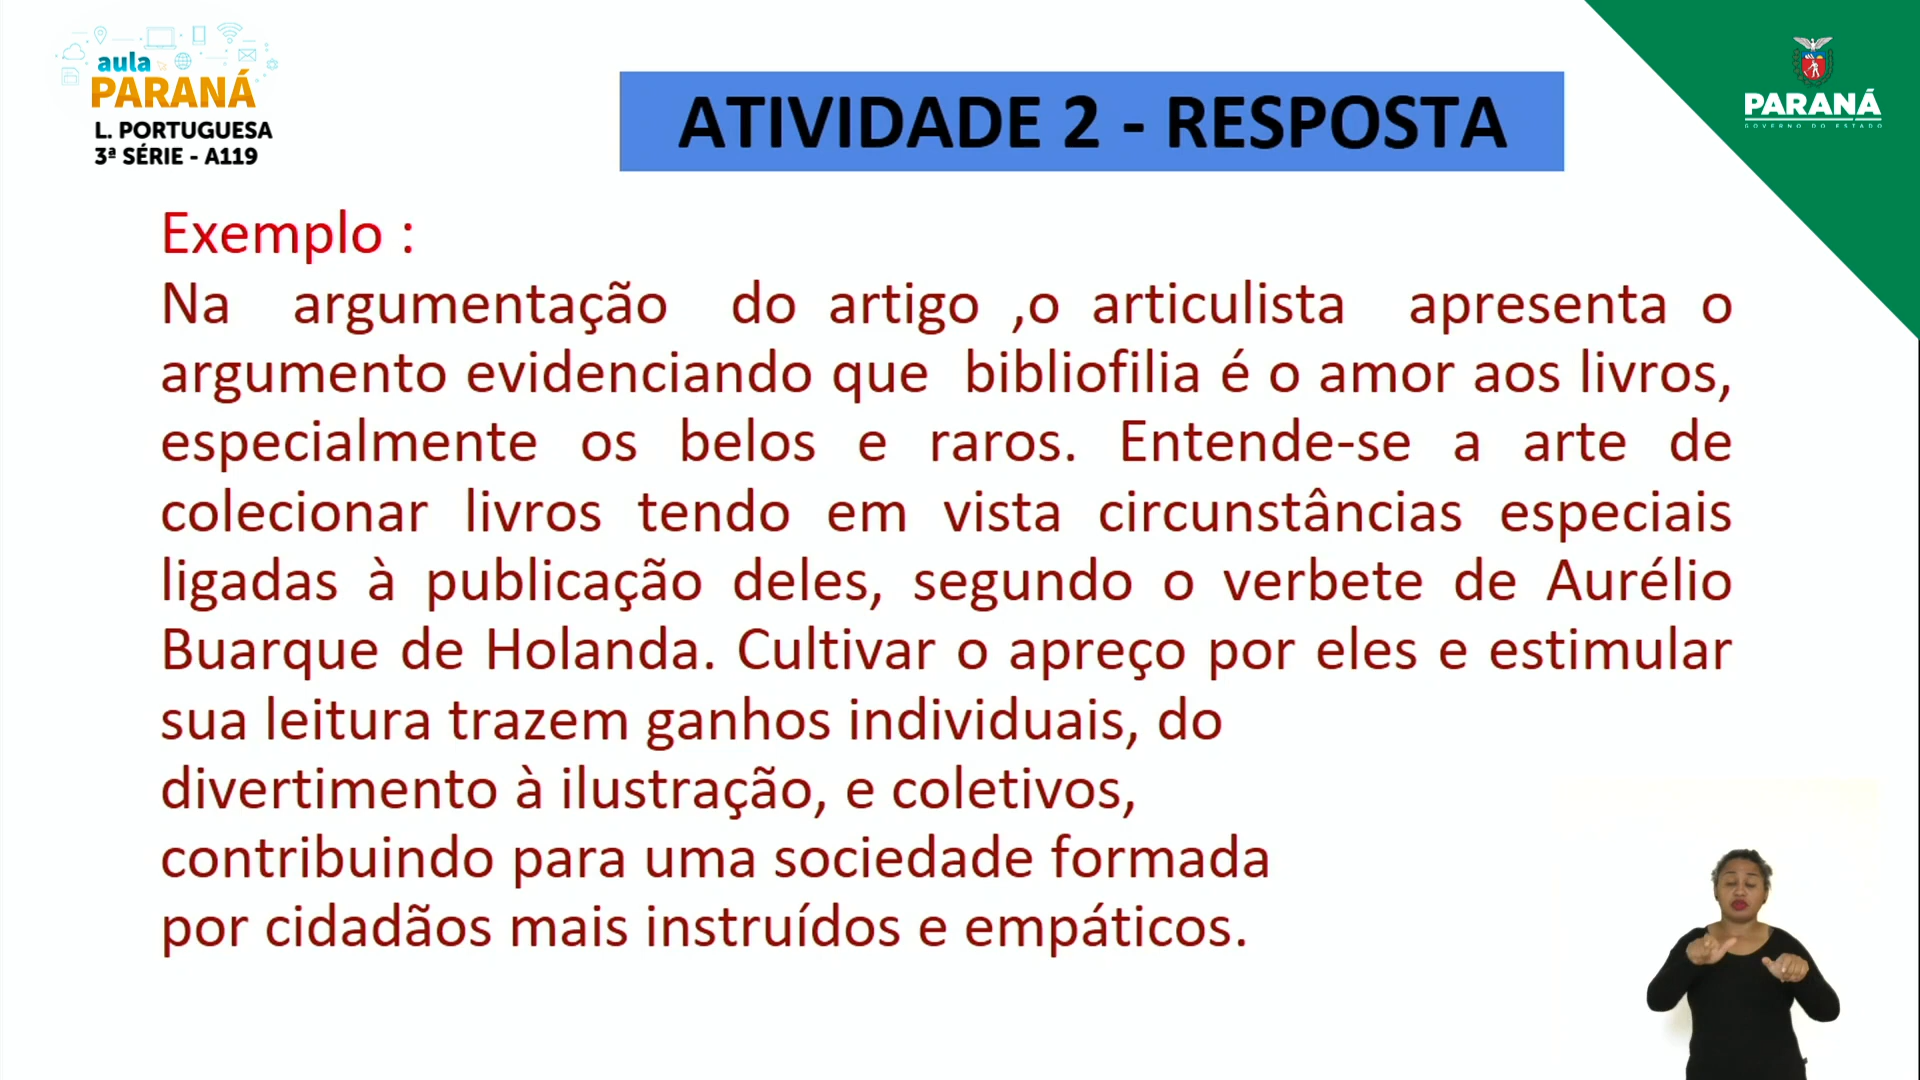 aula
PARANÁ
L. PORTUGUESA
3ª SÉRIE - A119
ATIVIDADE 2 - RESPOSTA
PARANÁ
GOVERNO DO ESTADO
Exemplo :
Na argumentação do artigo ,o articulista apresenta o
argumento evidenciando que bibliofilia é o amor aos livros,
especialmente os belos e raros. Entende-se a arte de
colecionar livros tendo em vista circunstâncias especiais
ligadas à publicação deles, segundo o verbete de Aurélio
Buarque de Holanda. Cultivar o apreço por eles e estimular
sua leitura trazem ganhos individuais, do
divertimento à ilustração, e coletivos,
contribuindo para uma sociedade formada
por cidadãos mais instruídos e empáticos.